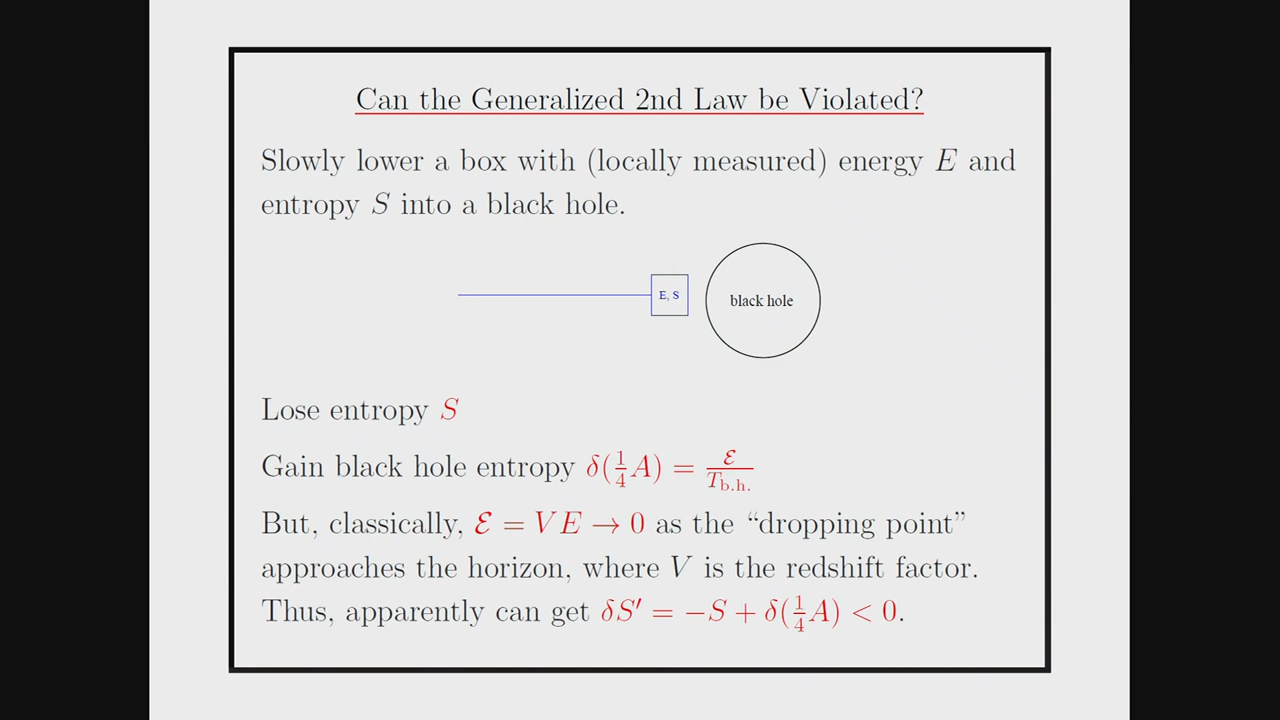 Can the Generalized 2nd Law be Violated?
Slowly lower a box with (locally measured) energy E and
entropy S into a black hole.
E, S
black hole
Lose entropy S
Gain black hole entropy δ(¼A) = ℰ/T_b.h.
But, classically, ℰ = VE → 0 as the “dropping point”
approaches the horizon, where V is the redshift factor.
Thus, apparently can get δS′ = −S + δ(¼A) < 0.